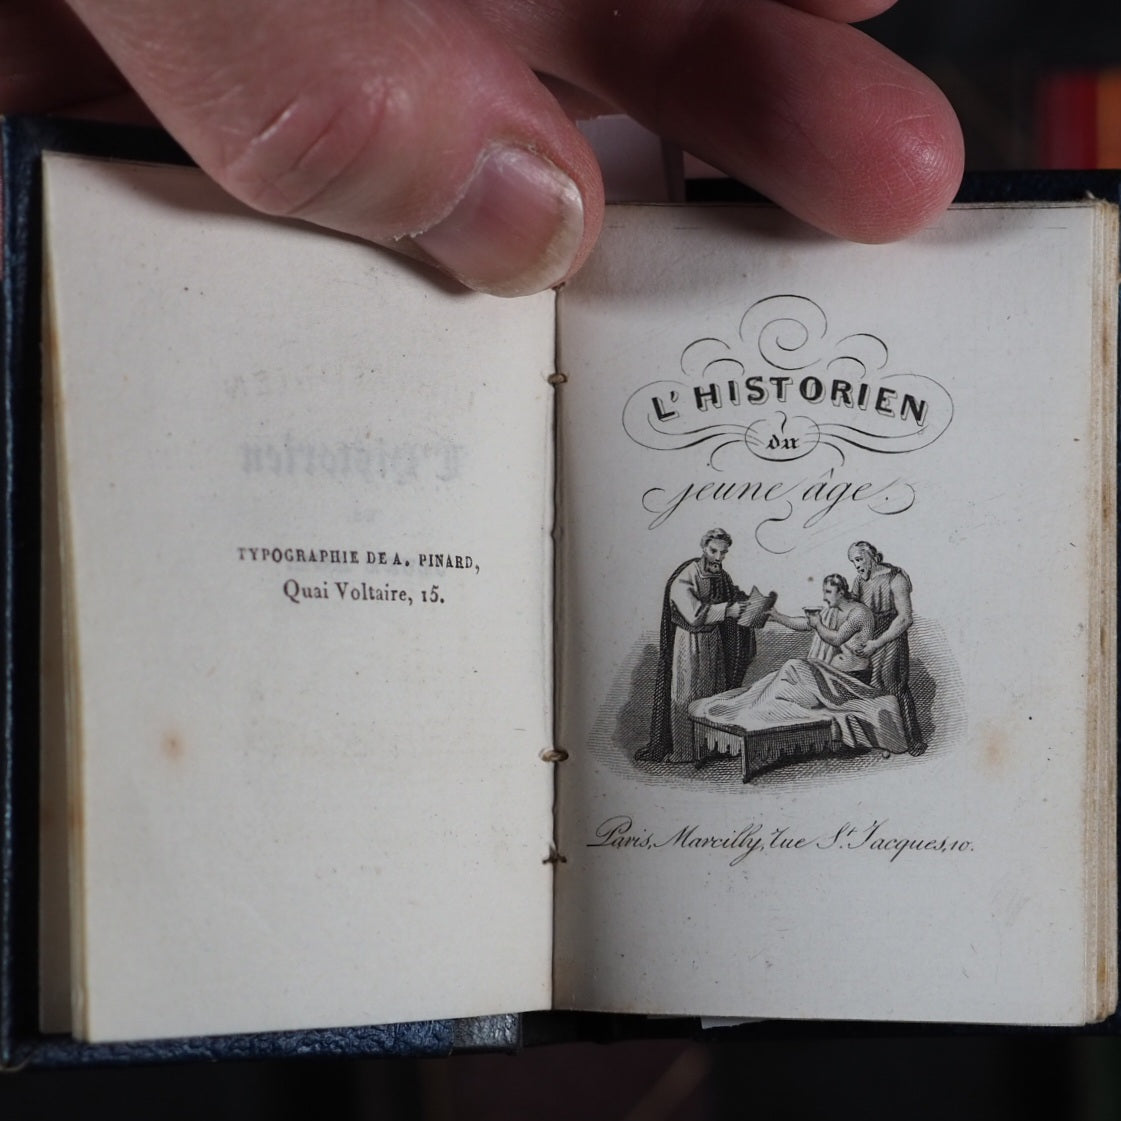 TYPOGRAPHIE DE A. PINARD,
Quai Voltaire, 15.
L'HISTORIEN
du
jeune âge.
Paris, Marcilly, rue St. Jacques, 10.